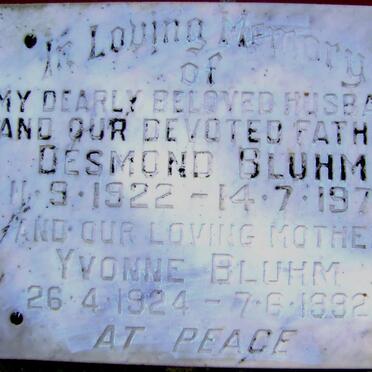 In Loving Memory
of
MY DEARLY BELOVED HUSBA
AND OUR DEVOTED FATH
DESMOND BLUHM
11·9·1922 – 14·7·197
AND OUR LOVING MOTHE
YVONNE BLUHM
26·4·1924 – 7·6·1992
AT PEACE